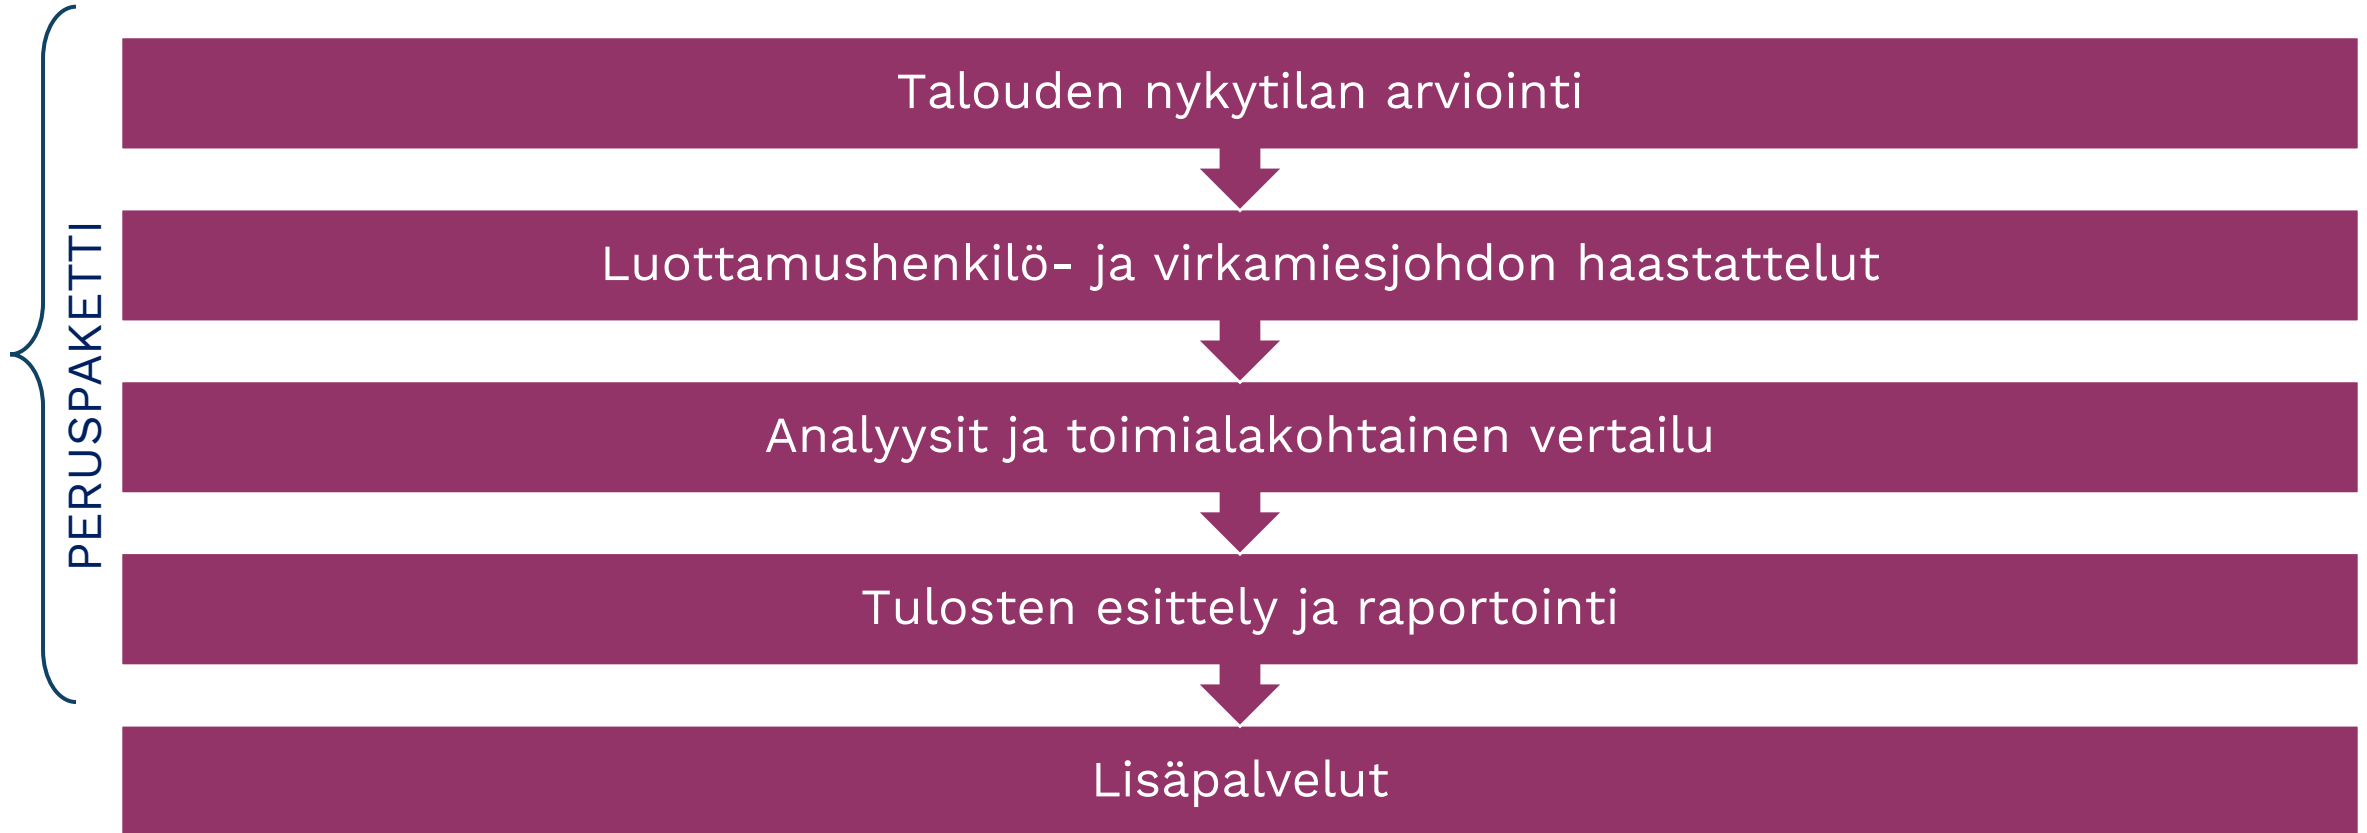 PERUSPAKETTI
Talouden nykytilan arviointi
Luottamushenkilö- ja virkamiesjohdon haastattelut
Analyysit ja toimialakohtainen vertailu
Tulosten esittely ja raportointi
Lisäpalvelut